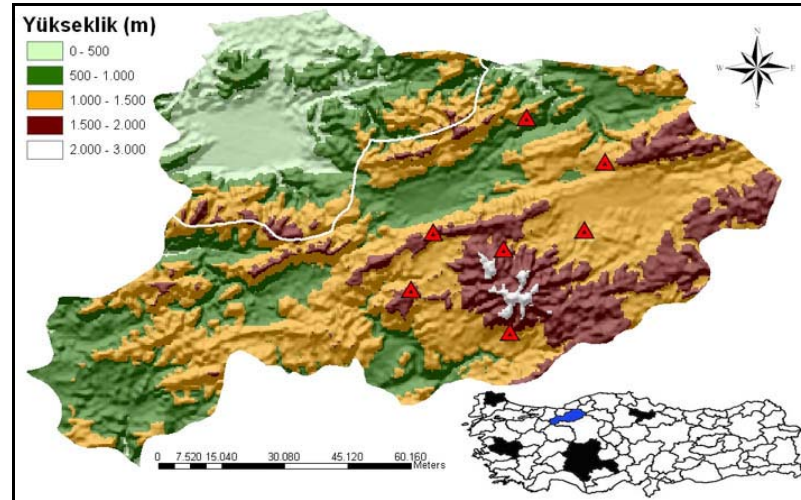 Yükseklik (m)
0 - 500
500 - 1.000
1.000 - 1.500
1.500 - 2.000
2.000 - 3.000
N
W E
S
0 7.520 15.040 30.080 45.120 60.160
Meters